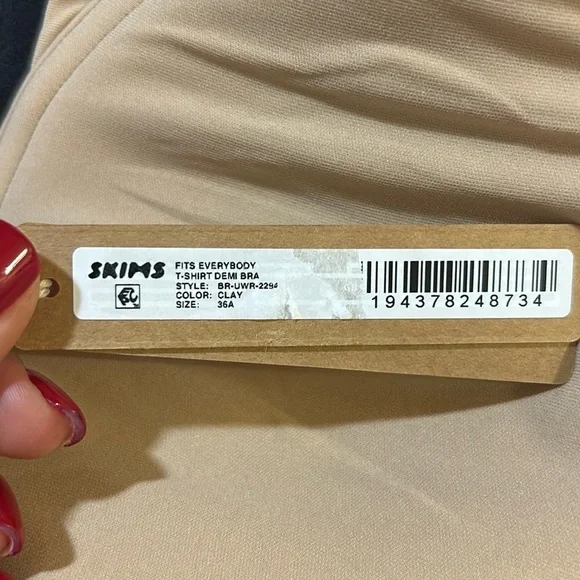 SKIMS
FITS EVERYBODY
T-SHIRT DEMI BRA
STYLE: BR-UWR-2294
COLOR: CLAY
SIZE: 36A
194378248734